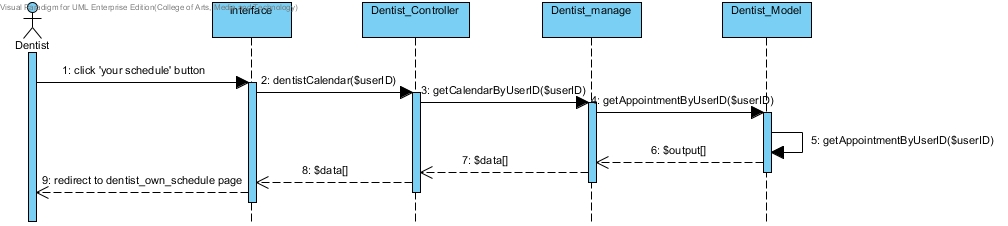 Visual Paradigm for UML Enterprise Edition(College of Arts, Media and Technology)
interface
Dentist_Controller
Dentist_manage
Dentist_Model
Dentist
1: click 'your schedule' button
2: dentistCalendar($userID)
3: getCalendarByUserID($userID)
4: getAppointmentByUserID($userID)
5: getAppointmentByUserID($userID)
6: $output[]
7: $data[]
8: $data[]
9: redirect to dentist_own_schedule page